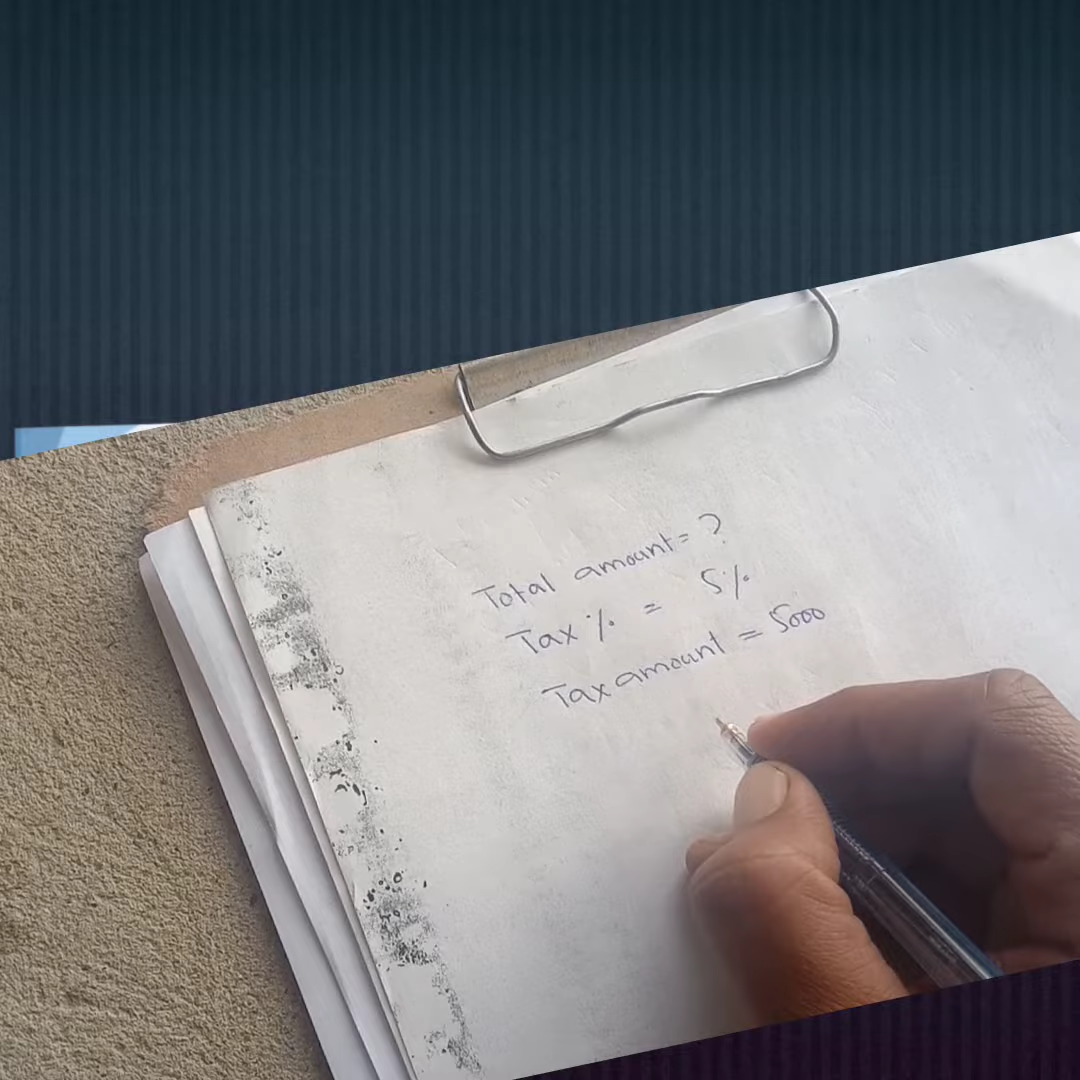 Total amount = ?
Tax % = 5%
Tax amount = 5000